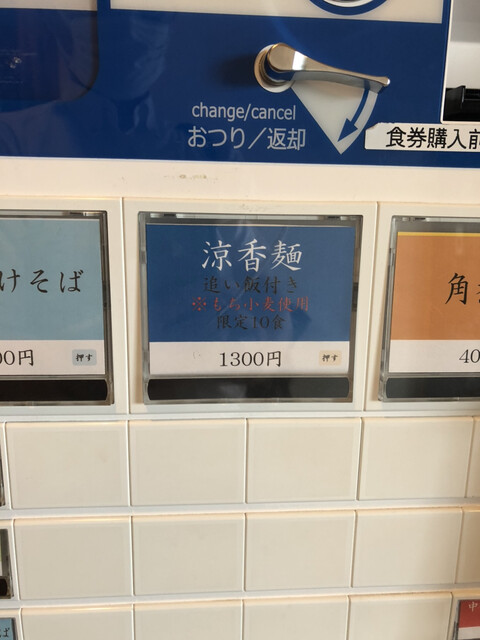 change/cancel
おつり／返却
食券購入前
けそば
00円
押す
涼香麺
追い飯付き
※もち小麦使用
限定10食
1300円
押す
角
40
中
ば